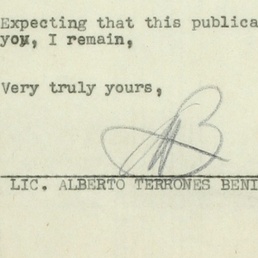 Expecting that this publica
you, I remain,
Very truly yours,
LIC. ALBERTO TERRONES BENI